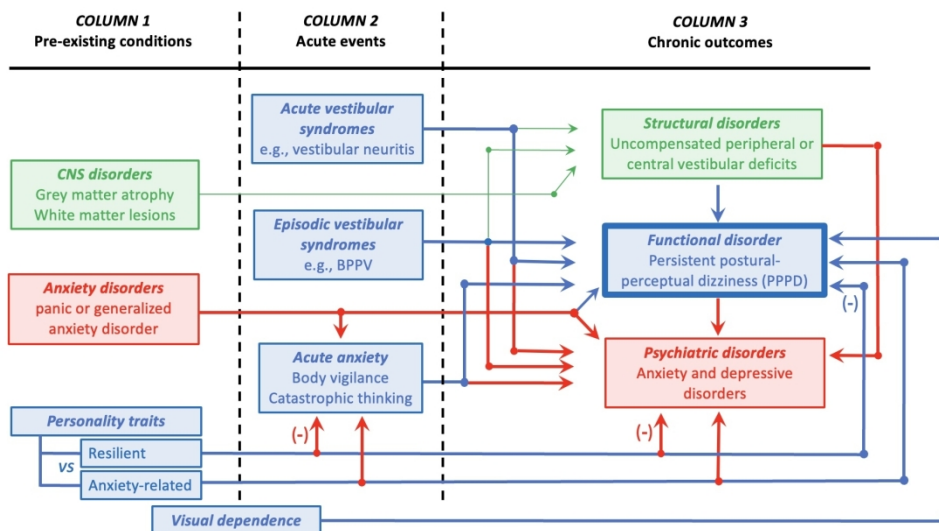 COLUMN 1
Pre-existing conditions
COLUMN 2
Acute events
COLUMN 3
Chronic outcomes
Acute vestibular
syndromes
e.g., vestibular neuritis
Structural disorders
Uncompensated peripheral or
central vestibular deficits
CNS disorders
Grey matter atrophy
White matter lesions
Episodic vestibular
syndromes
e.g., BPPV
Functional disorder
Persistent postural-
perceptual dizziness (PPPD)
(-)
Anxiety disorders
panic or generalized
anxiety disorder
Acute anxiety
Body vigilance
Catastrophic thinking
Psychiatric disorders
Anxiety and depressive
disorders
Personality traits
(-)
(-)
Resilient
VS
Anxiety-related
Visual dependence